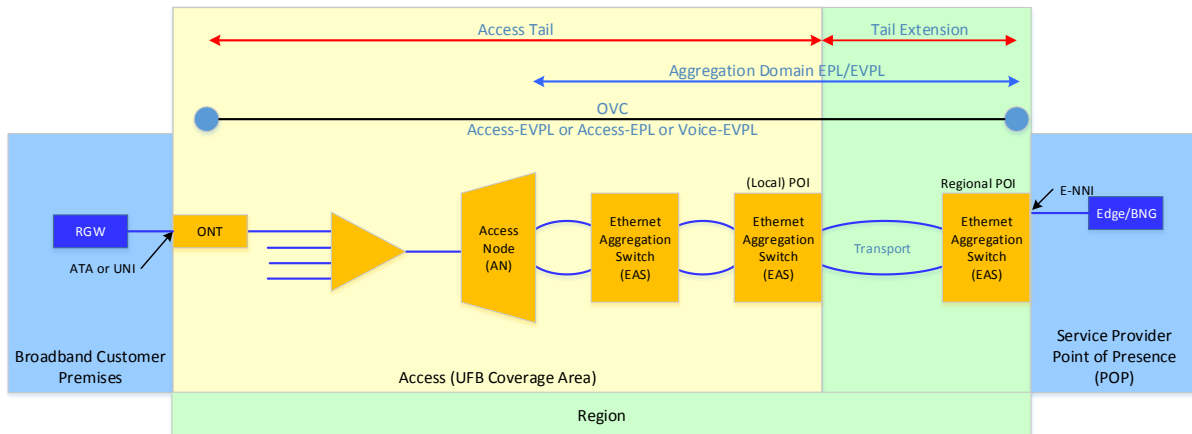 Access Tail
Tail Extension
Aggregation Domain EPL/EVPL
OVC
Access-EVPL or Access-EPL or Voice-EVPL
(Local) POI
Regional POI
E-NNI
RGW
ONT
Access
Node
(AN)
Ethernet
Aggregation
Switch
(EAS)
Ethernet
Aggregation
Switch
(EAS)
Transport
Ethernet
Aggregation
Switch
(EAS)
Edge/BNG
ATA or UNI
Broadband Customer
Premises
Access (UFB Coverage Area)
Service Provider
Point of Presence
(POP)
Region